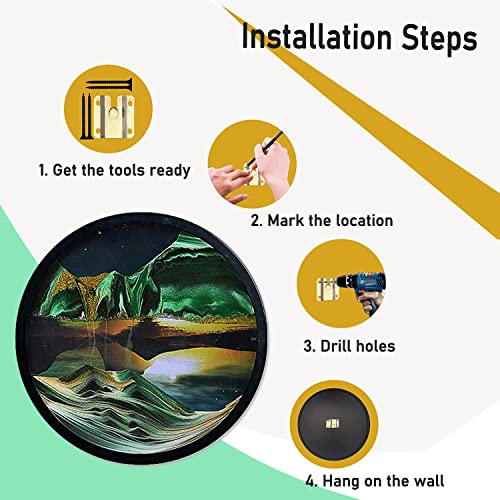 Installation Steps
1. Get the tools ready
2. Mark the location
3. Drill holes
4. Hang on the wall